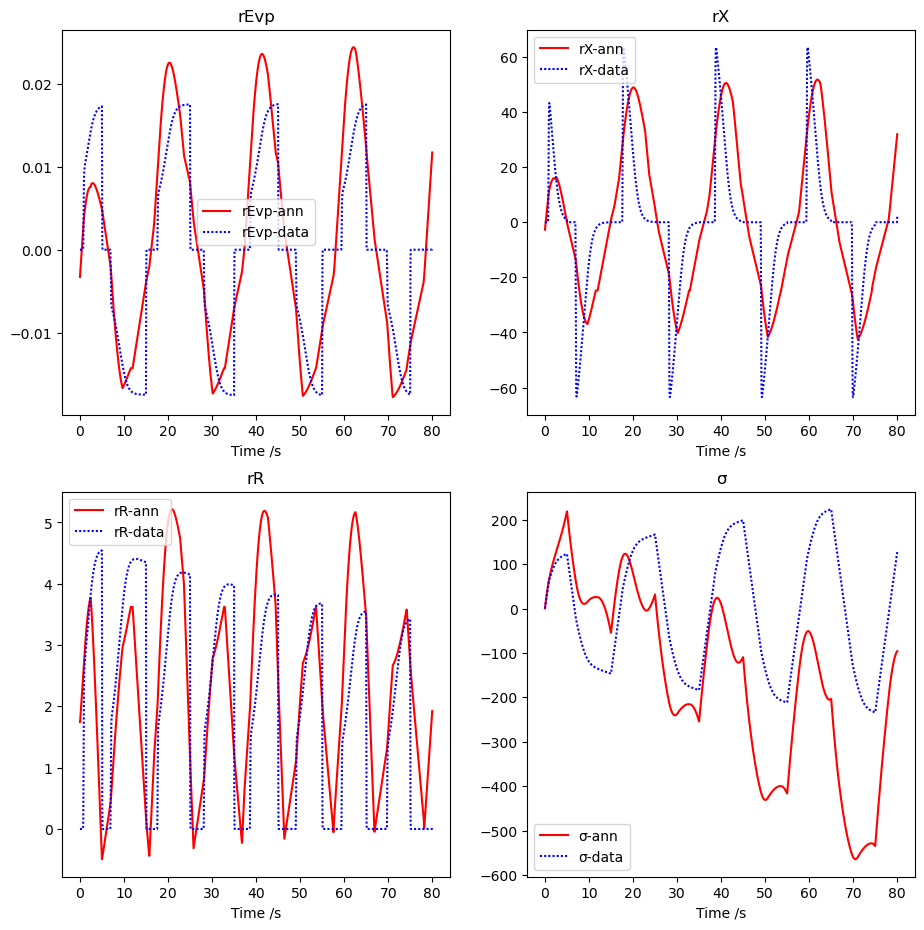 rEvp
0.02
0.01
0.00
−0.01
rEvp-ann
rEvp-data
0 10 20 30 40 50 60 70 80
Time /s
rX
60
40
20
0
−20
−40
−60
rX-ann
rX-data
0 10 20 30 40 50 60 70 80
Time /s
rR
5
4
3
2
1
0
rR-ann
rR-data
0 10 20 30 40 50 60 70 80
Time /s
σ
200
100
0
−100
−200
−300
−400
−500
−600
σ-ann
σ-data
0 10 20 30 40 50 60 70 80
Time /s